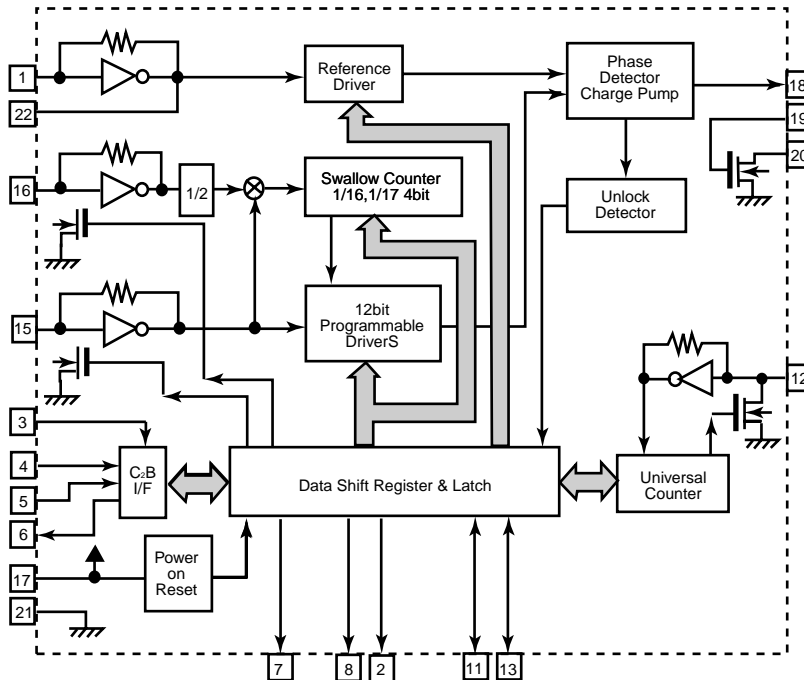 1
22
16
15
3
4
5
6
17
21
Reference
Driver
Phase
Detector
Charge Pump
18
19
20
1/2
Swallow Counter
1/16,1/17 4bit
Unlock
Detector
12bit
Programmable
DriverS
12
C₂B
I/F
Data Shift Register & Latch
Universal
Counter
Power
on
Reset
7
8
2
11
13